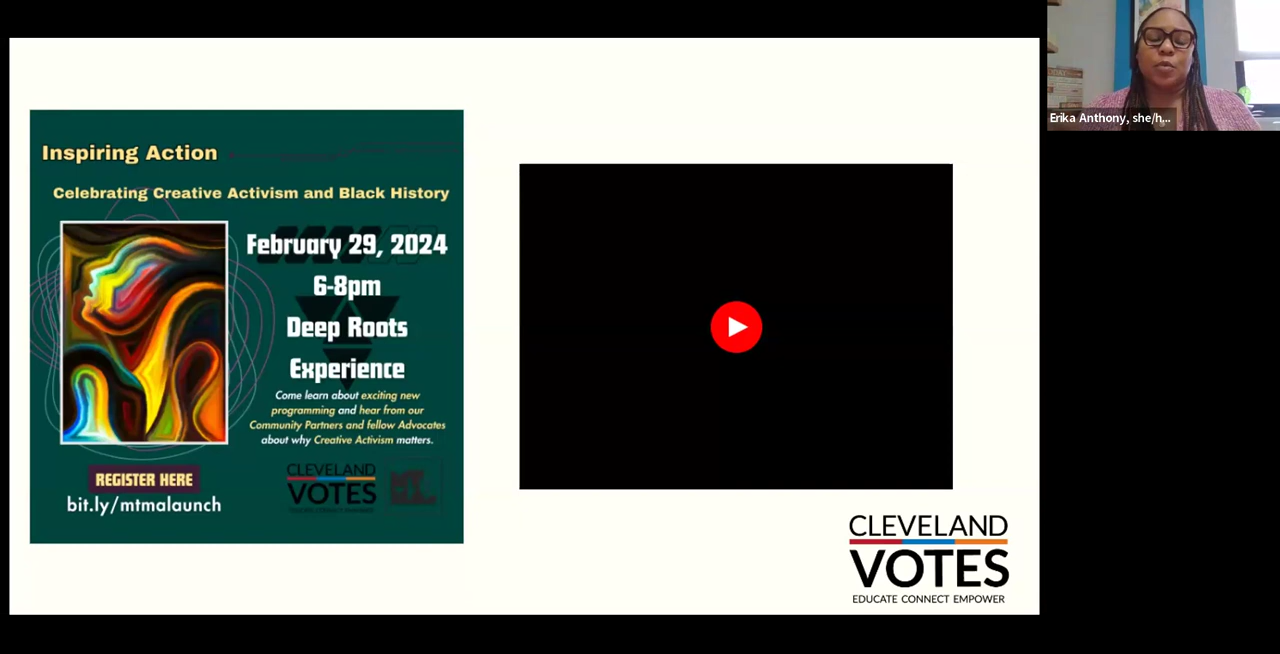 Inspiring Action
Celebrating Creative Activism and Black History
February 29, 2024
6-8pm
Deep Roots
Experience
Come learn about exciting new
programming and hear from our
Community Partners and fellow Advocates
about why Creative Activism matters.
REGISTER HERE
bit.ly/mtmalaunch
CLEVELAND
VOTES
CLEVELAND
VOTES
EDUCATE CONNECT EMPOWER
Erika Anthony, she/h...